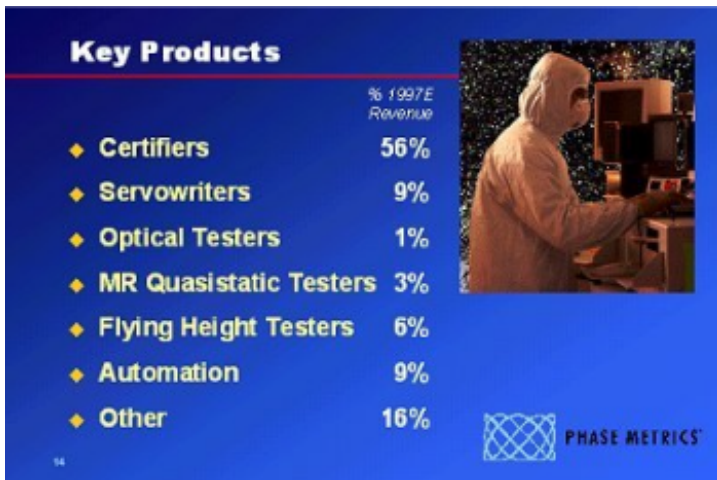 Key Products
% 1997E
Revenue
◆ Certifiers 56%
◆ Servowriters 9%
◆ Optical Testers 1%
◆ MR Quasistatic Testers 3%
◆ Flying Height Testers 6%
◆ Automation 9%
◆ Other 16%
PHASE METRICS
14